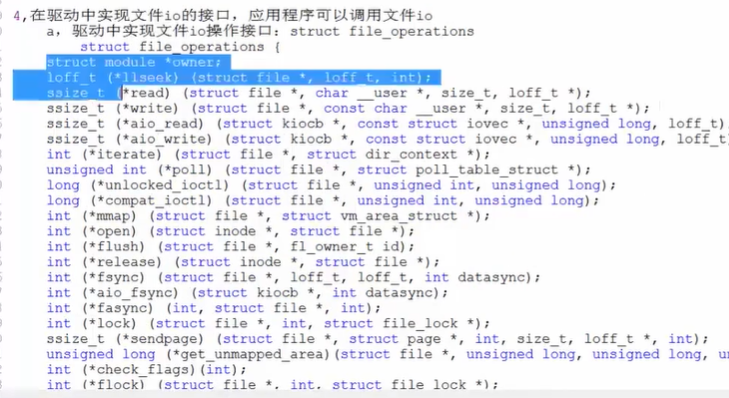 4,在驱动中实现文件io的接口，应用程序可以调用文件io
a，驱动中实现文件io操作接口：struct file_operations
struct file_operations {
struct module *owner;
loff_t (*llseek) (struct file *, loff_t, int);
ssize_t (*read) (struct file *, char __user *, size_t, loff_t *);
ssize_t (*write) (struct file *, const char __user *, size_t, loff_t *);
ssize_t (*aio_read) (struct kiocb *, const struct iovec *, unsigned long, loff_t)
ssize_t (*aio_write) (struct kiocb *, const struct iovec *, unsigned long, loff_t
int (*iterate) (struct file *, struct dir_context *);
unsigned int (*poll) (struct file *, struct poll_table_struct *);
long (*unlocked_ioctl) (struct file *, unsigned int, unsigned long);
long (*compat_ioctl) (struct file *, unsigned int, unsigned long);
int (*mmap) (struct file *, struct vm_area_struct *);
int (*open) (struct inode *, struct file *);
int (*flush) (struct file *, fl_owner_t id);
int (*release) (struct inode *, struct file *);
int (*fsync) (struct file *, loff_t, loff_t, int datasync);
int (*aio_fsync) (struct kiocb *, int datasync);
int (*fasync) (int, struct file *, int);
int (*lock) (struct file *, int, struct file_lock *);
ssize_t (*sendpage) (struct file *, struct page *, int, size_t, loff_t *, int);
unsigned long (*get_unmapped_area)(struct file *, unsigned long, unsigned long, un
int (*check_flags)(int);
int (*flock) (struct file *, int, struct file_lock *);